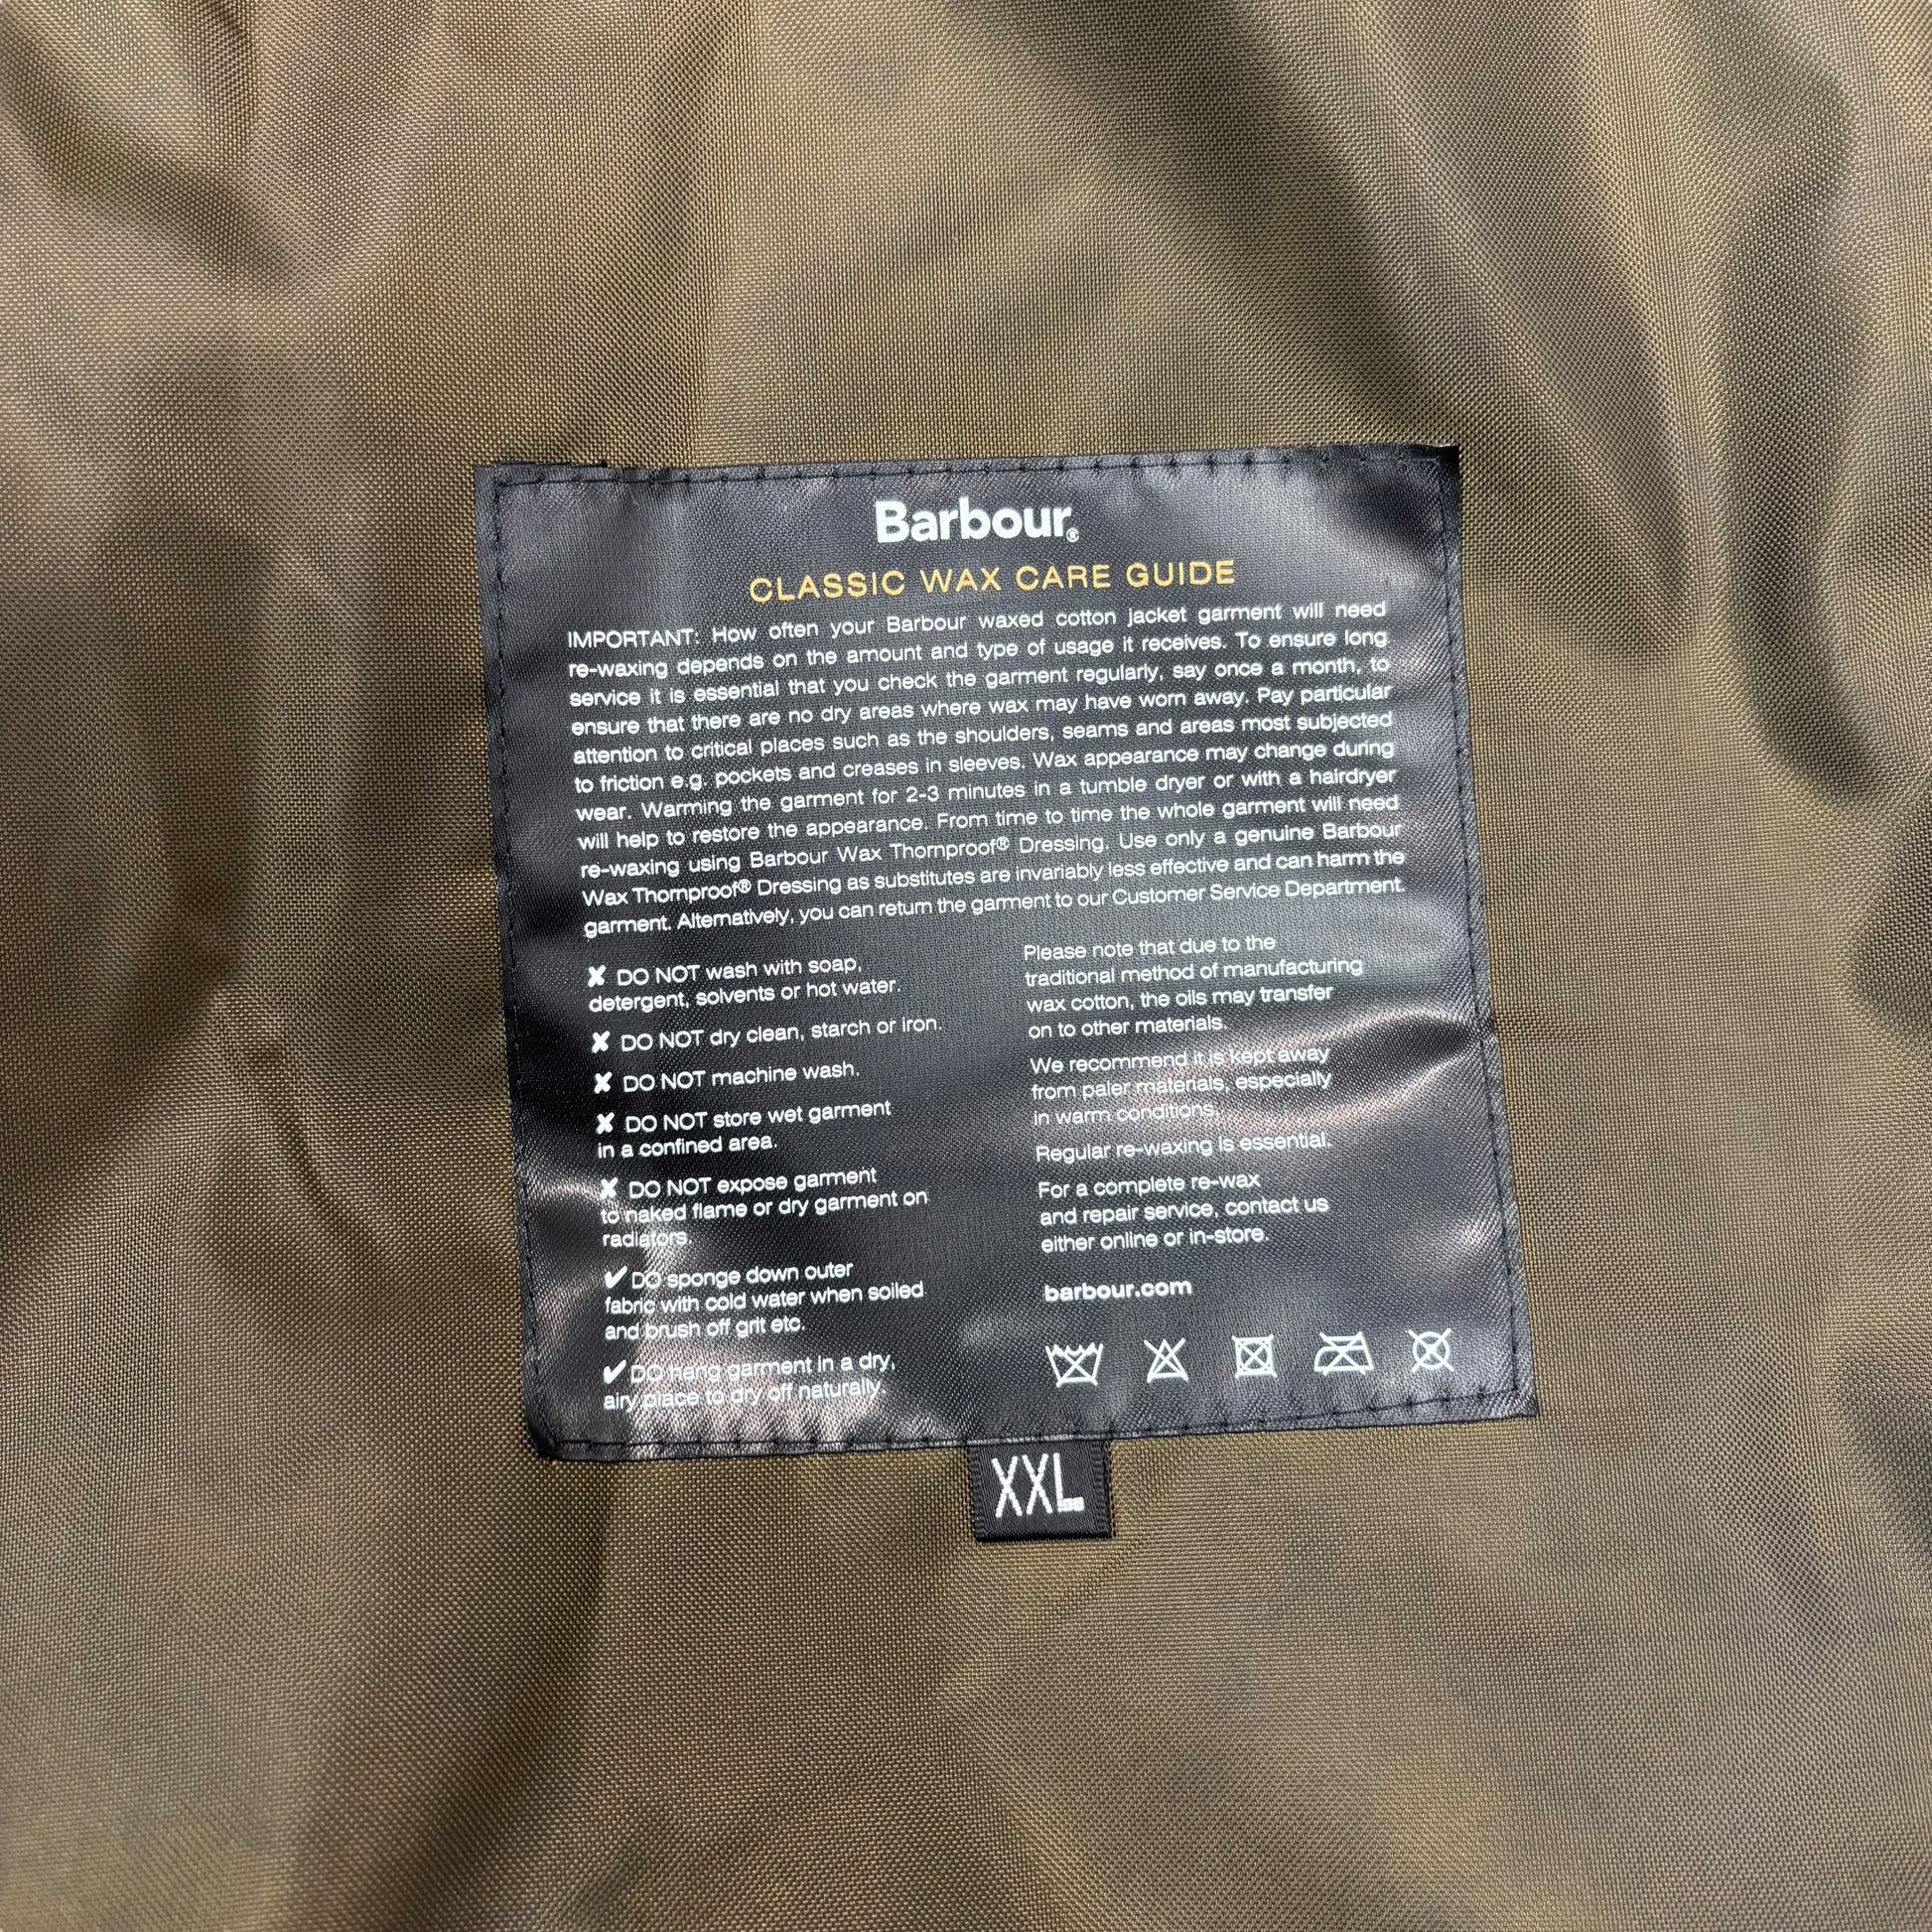 Barbour®
CLASSIC WAX CARE GUIDE
IMPORTANT: How often your Barbour waxed cotton jacket garment will need
re-waxing depends on the amount and type of usage it receives. To ensure long
service it is essential that you check the garment regularly, say once a month, to
ensure that there are no dry areas where wax may have worn away. Pay particular
attention to critical places such as the shoulders, seams and areas most subjected
to friction e.g. pockets and creases in sleeves. Wax appearance may change during
wear. Warming the garment for 2-3 minutes in a tumble dryer or with a hairdryer
will help to restore the appearance. From time to time the whole garment will need
re-waxing using Barbour Wax Thornproof® Dressing. Use only a genuine Barbour
Wax Thornproof® Dressing as substitutes are invariably less effective and can harm the
garment. Alternatively, you can return the garment to our Customer Service Department.
✘ DO NOT wash with soap,
detergent, solvents or hot water.
✘ DO NOT dry clean, starch or iron.
✘ DO NOT machine wash.
✘ DO NOT store wet garment
in a confined area.
✘ DO NOT expose garment
to naked flame or dry garment on
radiators.
✔ DO sponge down outer
fabric with cold water when soiled
and brush off grit etc.
✔ DO hang garment in a dry,
airy place to dry off naturally.
Please note that due to the
traditional method of manufacturing
wax cotton, the oils may transfer
on to other materials.
We recommend it is kept away
from paler materials, especially
in warm conditions.
Regular re-waxing is essential.
For a complete re-wax
and repair service, contact us
either online or in-store.
barbour.com
XXL